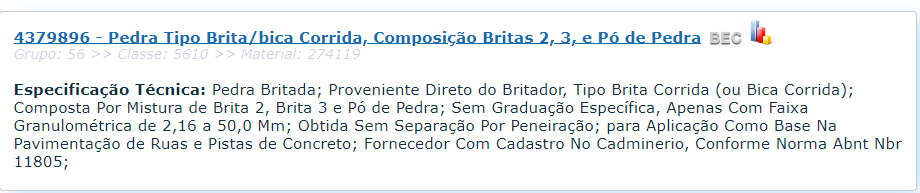 4379896 - Pedra Tipo Brita/bica Corrida, Composição Britas 2, 3, e Pó de Pedra BEC
Grupo: 56 >> Classe: 5610 >> Material: 274119
Especificação Técnica: Pedra Britada; Proveniente Direto do Britador, Tipo Brita Corrida (ou Bica Corrida);
Composta Por Mistura de Brita 2, Brita 3 e Pó de Pedra; Sem Graduação Específica, Apenas Com Faixa
Granulométrica de 2,16 a 50,0 Mm; Obtida Sem Separação Por Peneiração; para Aplicação Como Base Na
Pavimentação de Ruas e Pistas de Concreto; Fornecedor Com Cadastro No Cadminerio, Conforme Norma Abnt Nbr
11805;